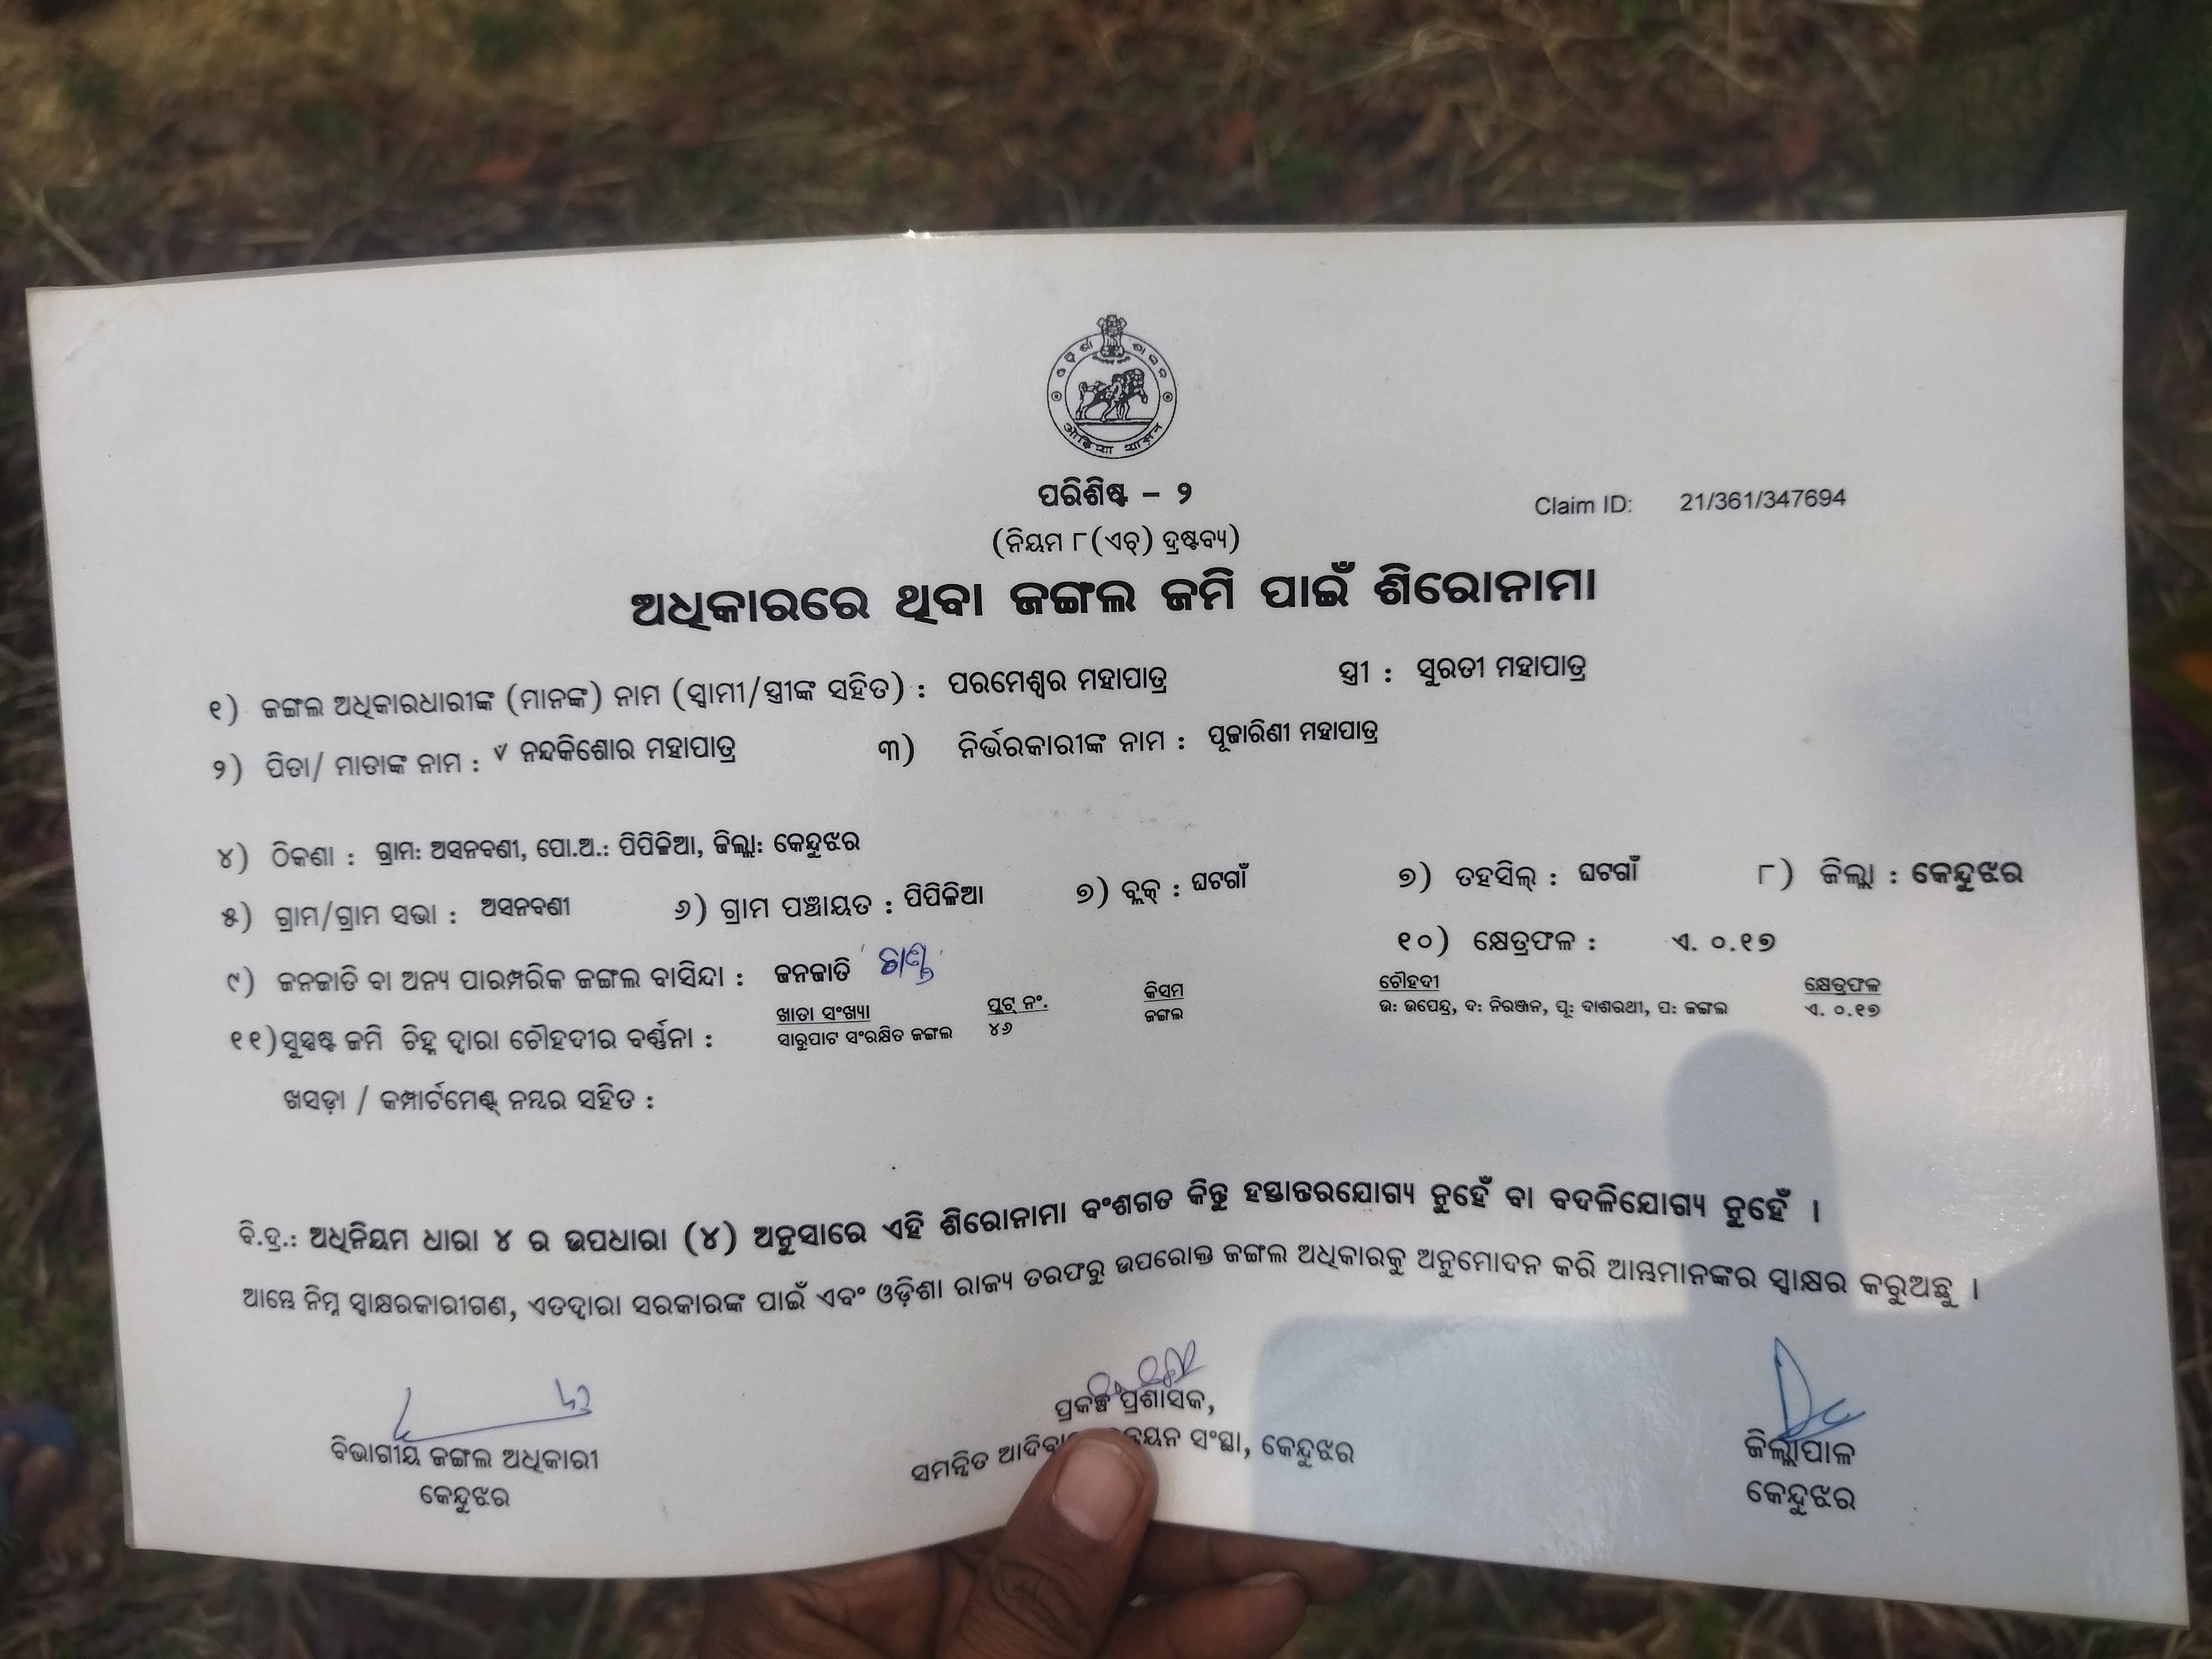 ଓଡ଼ିଶା ଶାସନ
ओड़िशा शासन
ପରିଶିଷ୍ଟ – ୨
Claim ID: 21/361/347694
(ନିୟମ ୮(ଏଚ୍) ଦ୍ରଷ୍ଟବ୍ୟ)
ଅଧିକାରରେ ଥିବା ଜଙ୍ଗଲ ଜମି ପାଇଁ ଶିରୋନାମା
୧) ଜଙ୍ଗଲ ଅଧିକାରଧାରୀଙ୍କ (ମାନଙ୍କ) ନାମ (ସ୍ୱାମୀ/ସ୍ତ୍ରୀଙ୍କ ସହିତ) : ପରମେଶ୍ୱର ମହାପାତ୍ର ସ୍ତ୍ରୀ : ସୁରତୀ ମହାପାତ୍ର
୨) ପିତା/ ମାତାଙ୍କ ନାମ : ନନ୍ଦକିଶୋର ମହାପାତ୍ର ୩) ନିର୍ଭରକାରୀଙ୍କ ନାମ : ପୂଜାରିଣୀ ମହାପାତ୍ର
୪) ଠିକଣା : ଗ୍ରାମ: ଅସନବଣୀ, ପୋ.ଅ.: ପିପିଳିଆ, ଜିଲ୍ଲା: କେନ୍ଦୁଝର
୫) ଗ୍ରାମ/ଗ୍ରାମ ସଭା : ଅସନବଣୀ ୬) ଗ୍ରାମ ପଞ୍ଚାୟତ : ପିପିଳିଆ ୭) ବ୍ଲକ୍ : ଘଟଗାଁ ୭) ତହସିଲ୍ : ଘଟଗାଁ ୮) ଜିଲ୍ଲା : କେନ୍ଦୁଝର
୯) ଜନଜାତି ବା ଅନ୍ୟ ପାରମ୍ପରିକ ଜଙ୍ଗଲ ବାସିନ୍ଦା : ଜନଜାତି ୧୦) କ୍ଷେତ୍ରଫଳ : ଏ. ୦.୧୭
୧୧) ସୁସ୍ପଷ୍ଟ ଜମି ଚିହ୍ନ ଦ୍ୱାରା ଚୌହଦୀର ବର୍ଣ୍ଣନା : ଖାତା ସଂଖ୍ୟା ପ୍ଲଟ୍ ନଂ. କିସମ ଚୌହଦୀ କ୍ଷେତ୍ରଫଳ
ସାରୁପାଟ ସଂରକ୍ଷିତ ଜଙ୍ଗଲ ୪୬ ଜଙ୍ଗଲ ଉ: ଉପେନ୍ଦ୍ର, ଦ: ନିରଞ୍ଜନ, ପୂ: ଦାଶରଥୀ, ପ: ଜଙ୍ଗଲ ଏ. ୦.୧୭
ଖସଡ଼ା / କମ୍ପାର୍ଟମେଣ୍ଟ୍ ନମ୍ବର ସହିତ :
ବି.ଦ୍ର.: ଅଧିନିୟମ ଧାରା ୪ ର ଉପଧାରା (୪) ଅନୁସାରେ ଏହି ଶିରୋନାମା ବଂଶଗତ କିନ୍ତୁ ହସ୍ତାନ୍ତରଯୋଗ୍ୟ ନୁହେଁ ବା ବଦଳିଯୋଗ୍ୟ ନୁହେଁ ।
ଆମ୍ଭେ ନିମ୍ନ ସ୍ୱାକ୍ଷରକାରୀଗଣ, ଏତଦ୍ୱାରା ସରକାରଙ୍କ ପାଇଁ ଏବଂ ଓଡ଼ିଶା ରାଜ୍ୟ ତରଫରୁ ଉପରୋକ୍ତ ଜଙ୍ଗଲ ଅଧିକାରକୁ ଅନୁମୋଦନ କରି ଆମ୍ଭମାନଙ୍କର ସ୍ୱାକ୍ଷର କରୁଅଛୁ ।
ବିଭାଗୀୟ ଜଙ୍ଗଲ ଅଧିକାରୀ
କେନ୍ଦୁଝର
ପ୍ରକଳ୍ପ ପ୍ରଶାସକ,
ସମନ୍ୱିତ ସଂସ୍ଥା, କେନ୍ଦୁଝର
ଜିଲ୍ଲାପାଳ
କେନ୍ଦୁଝର